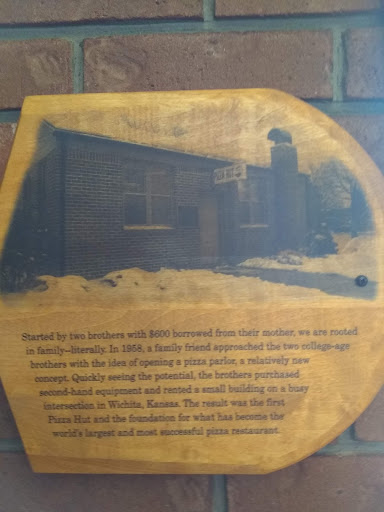 Started by two brothers with $600 borrowed from their mother, we are rooted
in family--literally. In 1958, a family friend approached the two college-age
brothers with the idea of opening a pizza parlor, a relatively new
concept. Quickly seeing the potential, the brothers purchased
second-hand equipment and rented a small building on a busy
intersection in Wichita, Kansas. The result was the first
Pizza Hut and the foundation for what has become the
world's largest and most successful pizza restaurant.